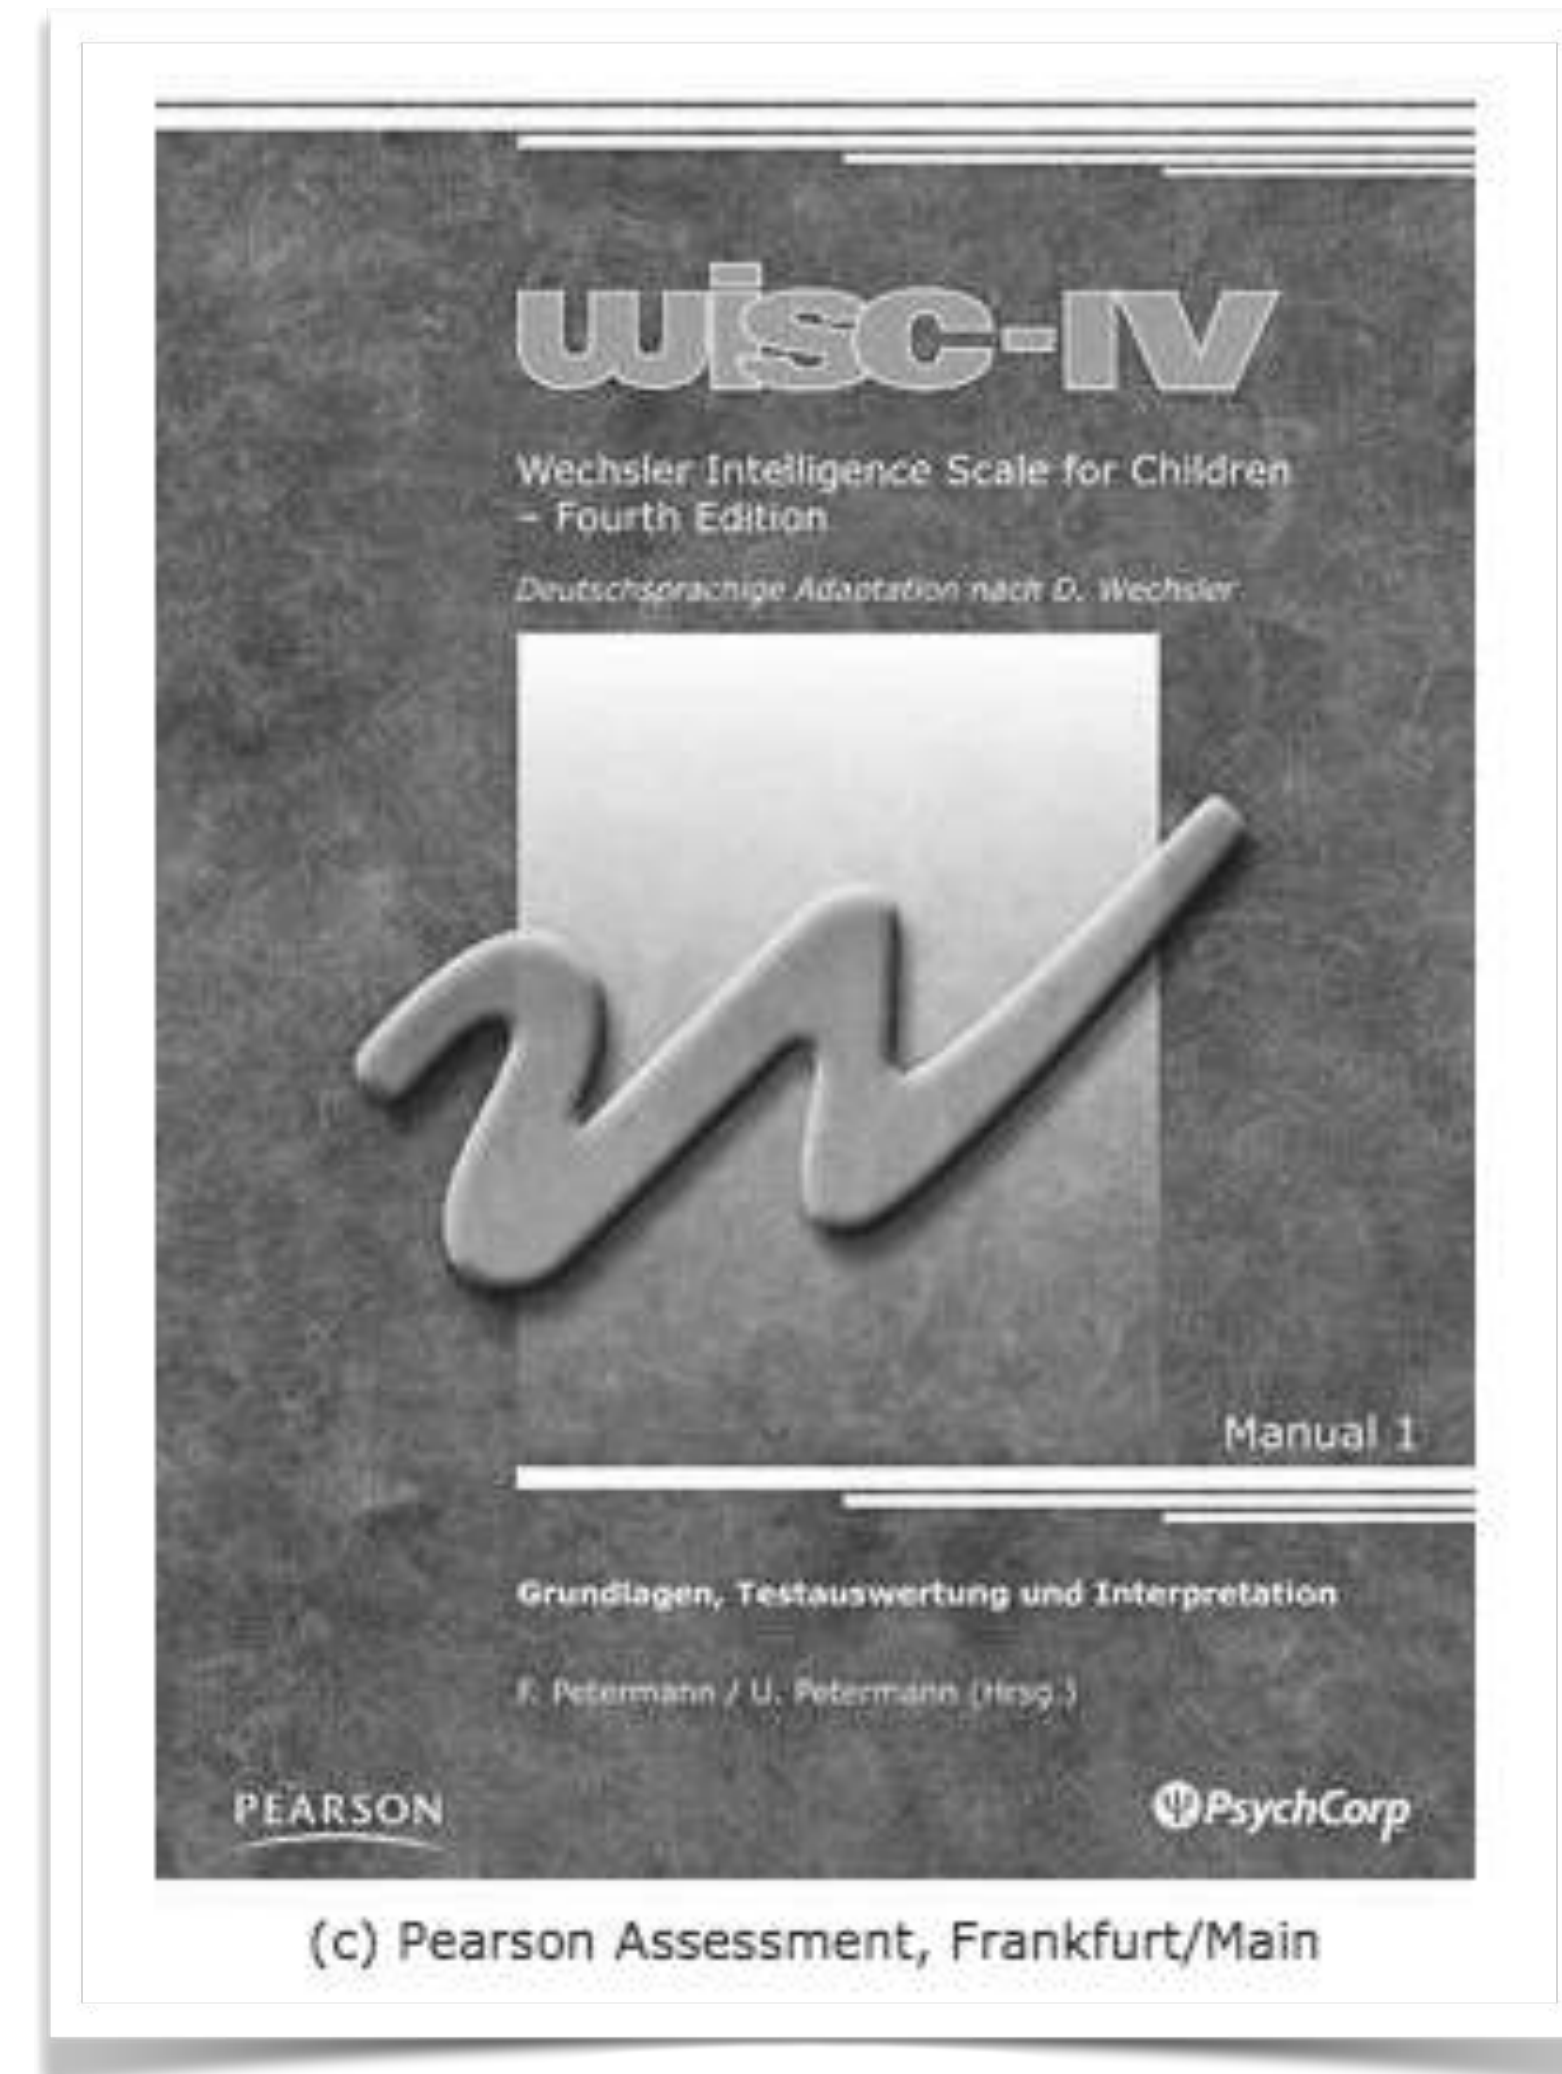 WISC-IV
Wechsler Intelligence Scale for Children
– Fourth Edition
Deutschsprachige Adaptation nach D. Wechsler
Manual 1
Grundlagen, Testauswertung und Interpretation
F. Petermann / U. Petermann (Hrsg.)
PEARSON
PsychCorp
(c) Pearson Assessment, Frankfurt/Main